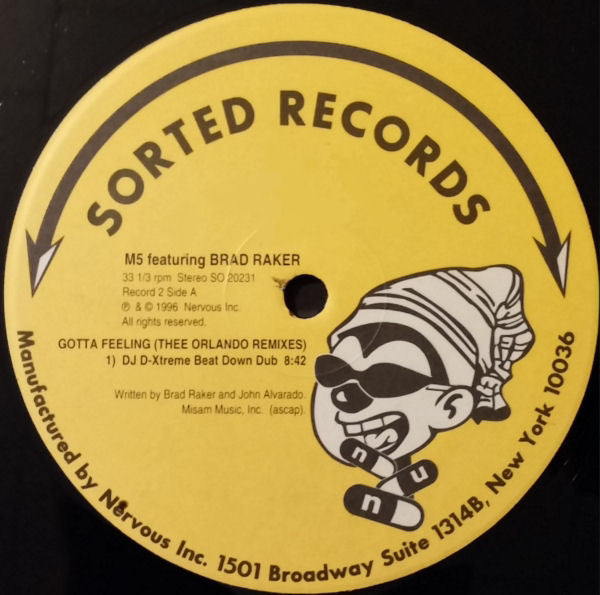 SORTED RECORDS
M5 featuring BRAD RAKER
33 1/3 rpm Stereo SO 20231
Record 2 Side A
℗ & © 1996 Nervous Inc.
All rights reserved.
GOTTA FEELING (THEE ORLANDO REMIXES)
1) DJ D-Xtreme Beat Down Dub 8:42
Written by Brad Raker and John Alvarado.
Misam Music, Inc. (ascap).
n
u
n
Manufactured by Nervous Inc. 1501 Broadway Suite 1314B, New York 10036